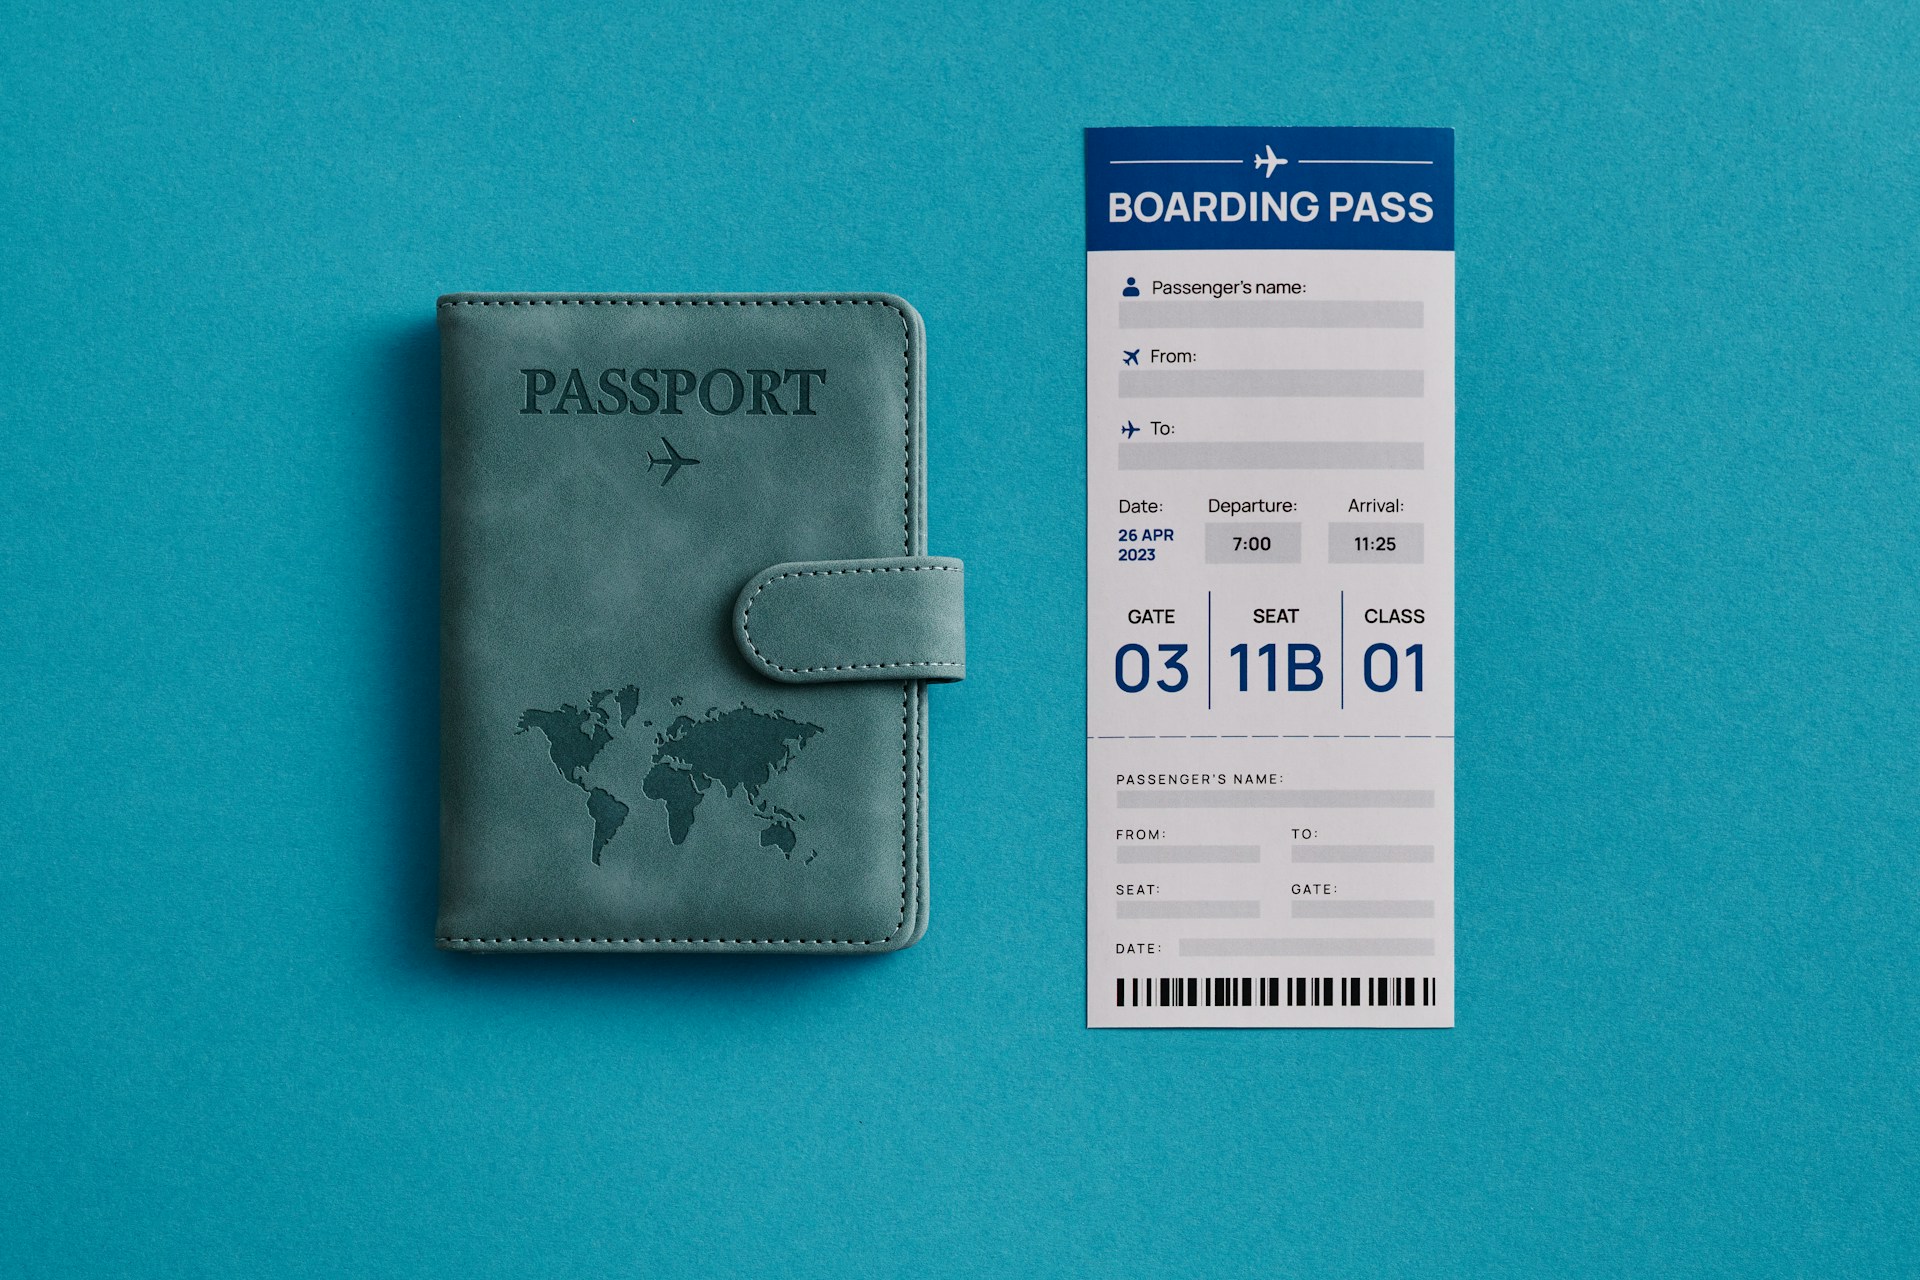 PASSPORT
BOARDING PASS
Passenger's name:
From:
To:
Date: Departure: Arrival:
26 APR
2023
7:00 11:25
GATE SEAT CLASS
03 11B 01
PASSENGER'S NAME:
FROM: TO:
SEAT: GATE:
DATE: